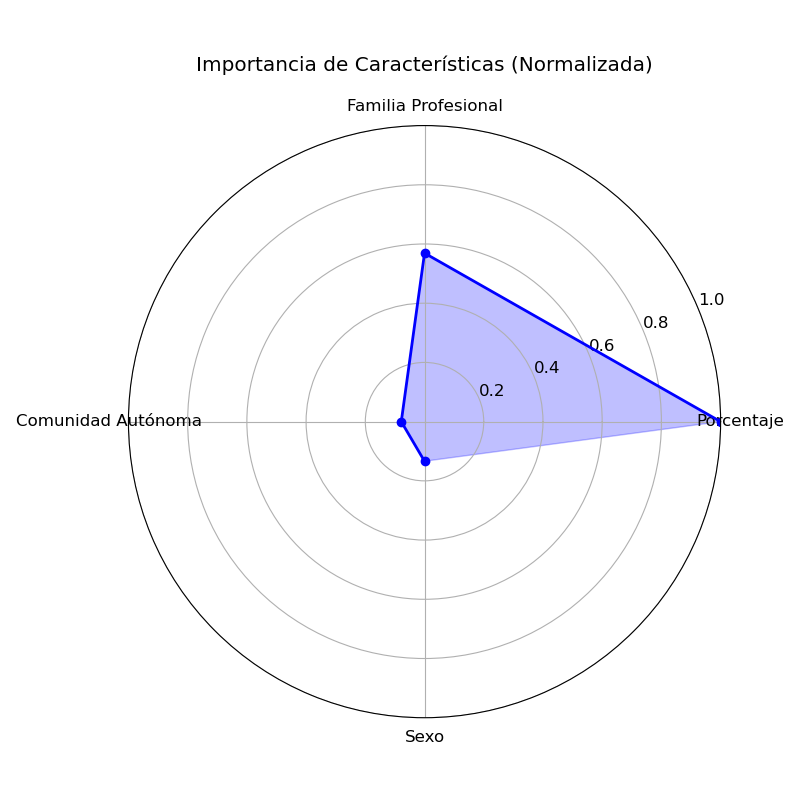 Importancia de Características (Normalizada)
Familia Profesional
1.0
0.8
0.6
0.4
0.2
Comunidad Autónoma
Porcentaje
Sexo